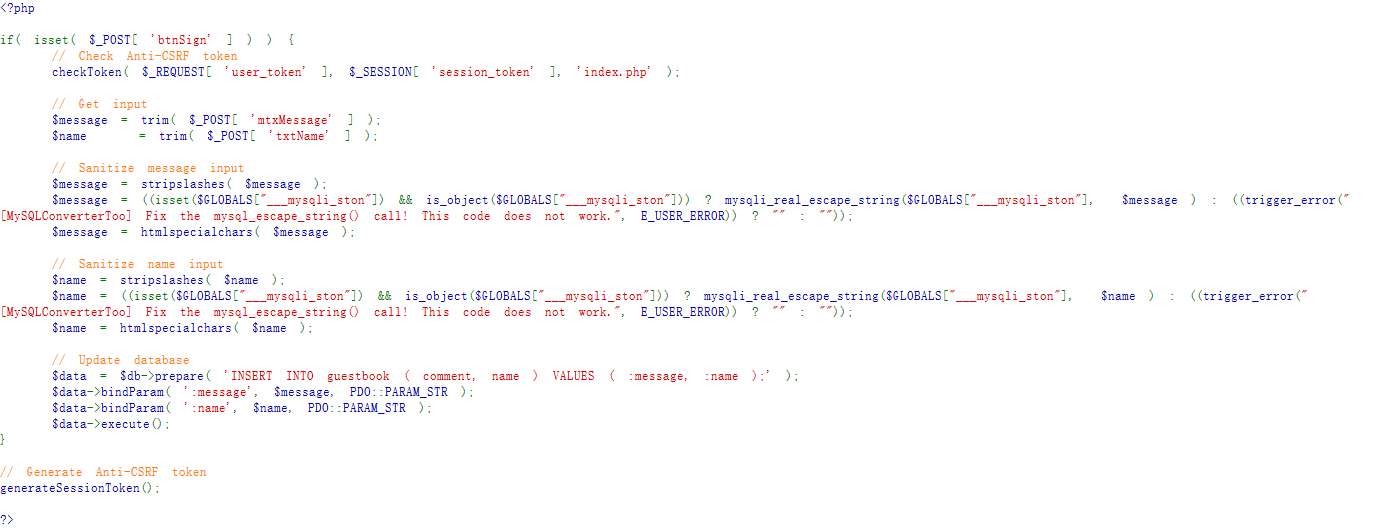 <?php

if( isset( $_POST[ 'btnSign' ] ) ) {
// Check Anti-CSRF token
checkToken( $_REQUEST[ 'user_token' ], $_SESSION[ 'session_token' ], 'index.php' );

// Get input
$message = trim( $_POST[ 'mtxMessage' ] );
$name = trim( $_POST[ 'txtName' ] );

// Sanitize message input
$message = stripslashes( $message );
$message = ((isset($GLOBALS["___mysqli_ston"]) && is_object($GLOBALS["___mysqli_ston"])) ? mysqli_real_escape_string($GLOBALS["___mysqli_ston"], $message ) : ((trigger_error("
[MySQLConverterToo] Fix the mysql_escape_string() call! This code does not work.", E_USER_ERROR)) ? "" : ""));
$message = htmlspecialchars( $message );

// Sanitize name input
$name = stripslashes( $name );
$name = ((isset($GLOBALS["___mysqli_ston"]) && is_object($GLOBALS["___mysqli_ston"])) ? mysqli_real_escape_string($GLOBALS["___mysqli_ston"], $name ) : ((trigger_error("
[MySQLConverterToo] Fix the mysql_escape_string() call! This code does not work.", E_USER_ERROR)) ? "" : ""));
$name = htmlspecialchars( $name );

// Update database
$data = $db->prepare( 'INSERT INTO guestbook ( comment, name ) VALUES ( :message, :name );' );
$data->bindParam( ':message', $message, PDO::PARAM_STR );
$data->bindParam( ':name', $name, PDO::PARAM_STR );
$data->execute();
}

// Generate Anti-CSRF token
generateSessionToken();

?>